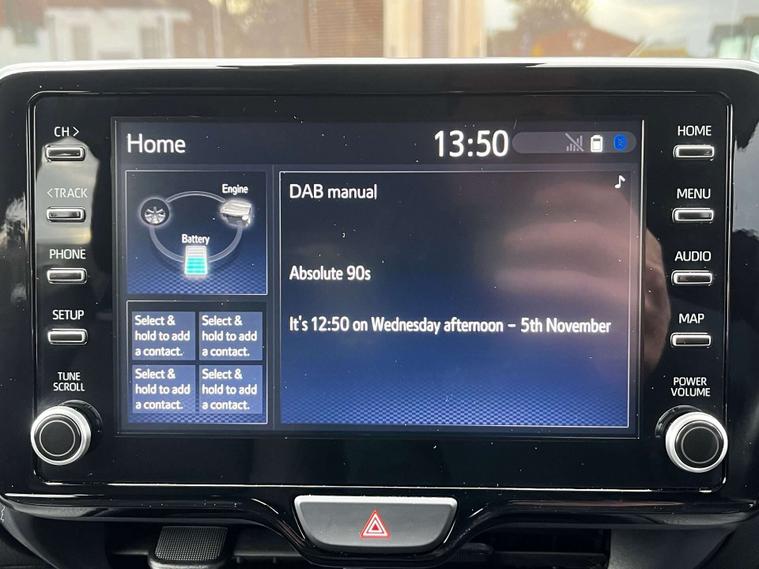 CH >
< TRACK
PHONE
SETUP
TUNE
SCROLL
Home
13:50
Engine
Battery
Select &
hold to add
a contact.
Select &
hold to add
a contact.
Select &
hold to add
a contact.
Select &
hold to add
a contact.
DAB manual
Absolute 90s
It's 12:50 on Wednesday afternoon – 5th November
HOME
MENU
AUDIO
MAP
POWER
VOLUME